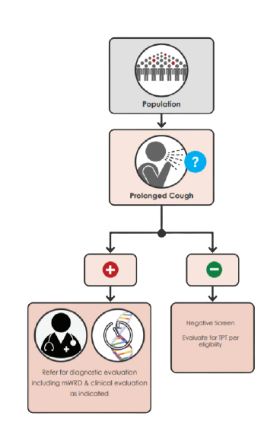 Population
?
Prolonged Cough
+
−
Refer for diagnostic evaluation
including mWRD & clinical evaluation
as indicated
Negative Screen
Evaluate for TPT per
eligibility